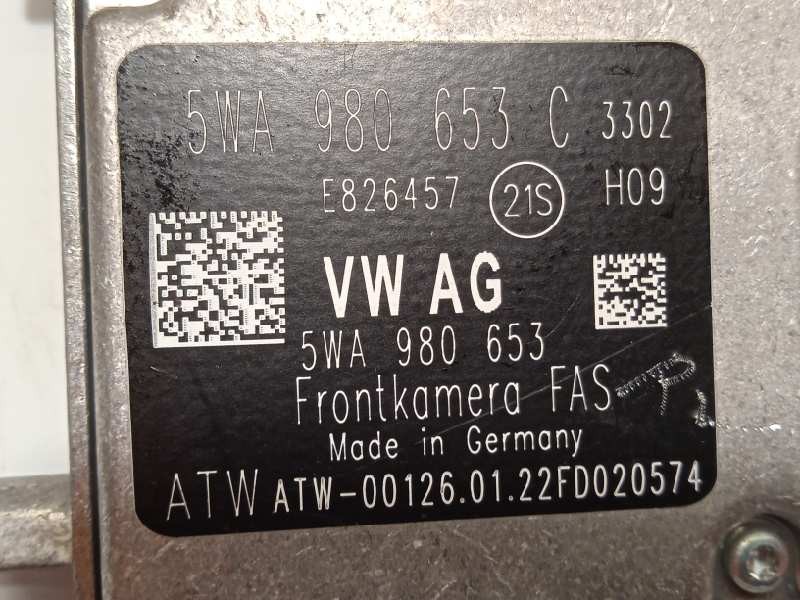 5WA 980 653 C 3302
E826457 21S H09
VW AG
5WA 980 653
Frontkamera FAS
Made in Germany
ATW ATW-00126.01.22FD020574